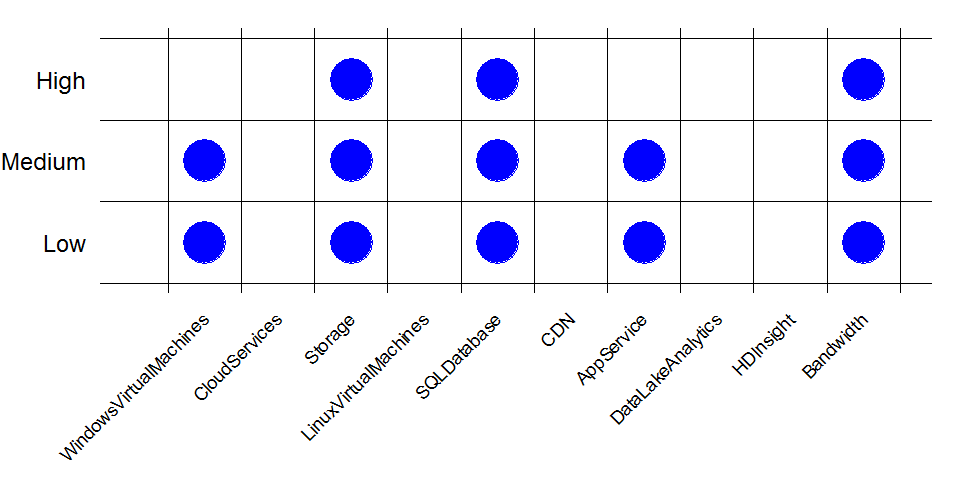 High
Medium
Low
WindowsVirtualMachines
CloudServices
Storage
LinuxVirtualMachines
SQLDatabase
CDN
AppService
DataLakeAnalytics
HDInsight
Bandwidth